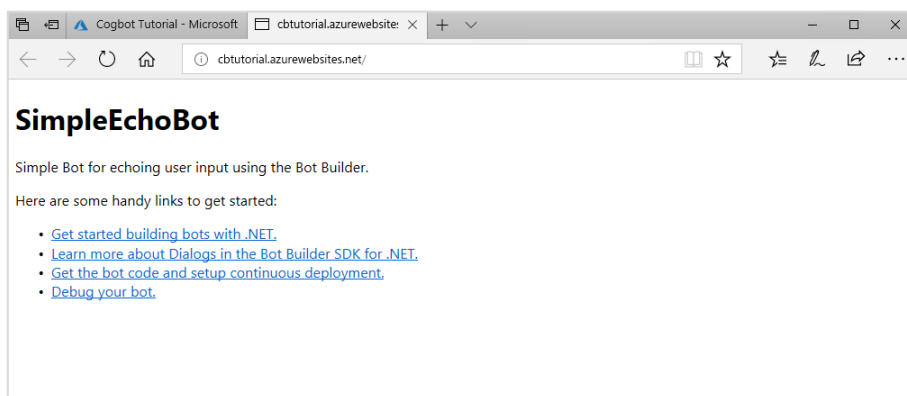 Cogbot Tutorial - Microsoft
cbtutorial.azurewebsite:
cbtutorial.azurewebsites.net/
SimpleEchoBot
Simple Bot for echoing user input using the Bot Builder.
Here are some handy links to get started:
• Get started building bots with .NET.
• Learn more about Dialogs in the Bot Builder SDK for .NET.
• Get the bot code and setup continuous deployment.
• Debug your bot.